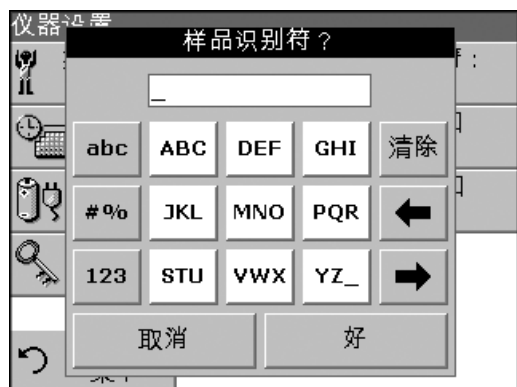 仪器设置
样品识别符？
_
abc ABC DEF GHI 清除
#% JKL MNO PQR
123 STU VWX YZ_
取消 好